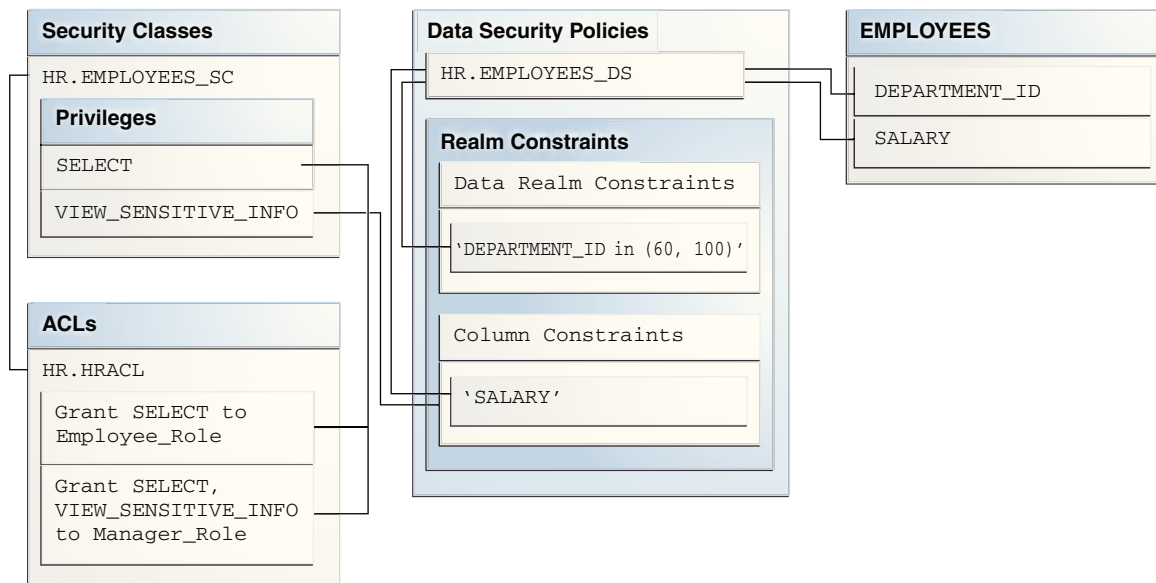 Security Classes
HR.EMPLOYEES_SC
Privileges
SELECT
VIEW_SENSITIVE_INFO
ACLs
HR.HRACL
Grant SELECT to
Employee_Role
Grant SELECT,
VIEW_SENSITIVE_INFO
to Manager_Role
Data Security Policies
HR.EMPLOYEES_DS
Realm Constraints
Data Realm Constraints
‘DEPARTMENT_ID in (60, 100)’
Column Constraints
‘SALARY’
EMPLOYEES
DEPARTMENT_ID
SALARY